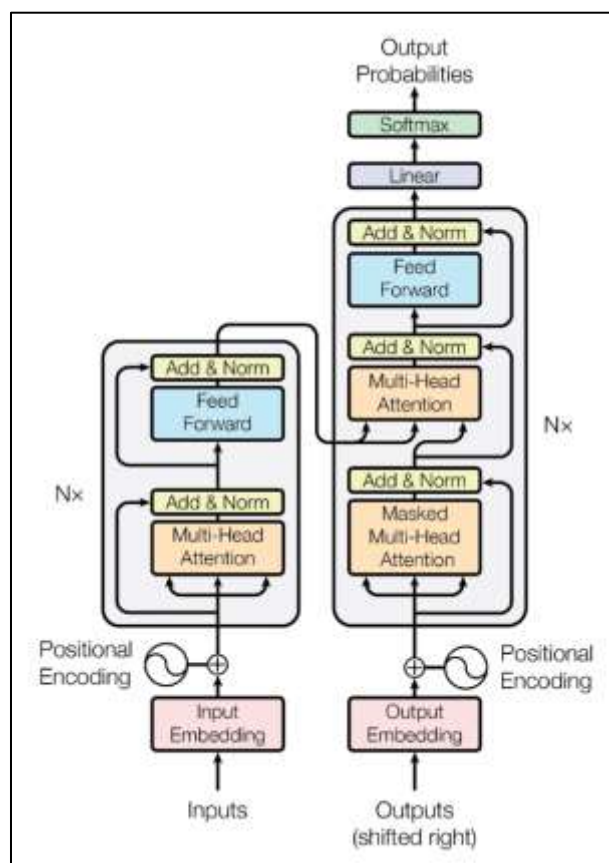 Output
Probabilities
Softmax
Linear
Add & Norm
Feed
Forward
Add & Norm
Multi-Head
Attention
Nx
Add & Norm
Masked
Multi-Head
Attention
Add & Norm
Feed
Forward
Nx
Add & Norm
Multi-Head
Attention
Positional
Encoding
Positional
Encoding
Input
Embedding
Output
Embedding
Inputs
Outputs
(shifted right)